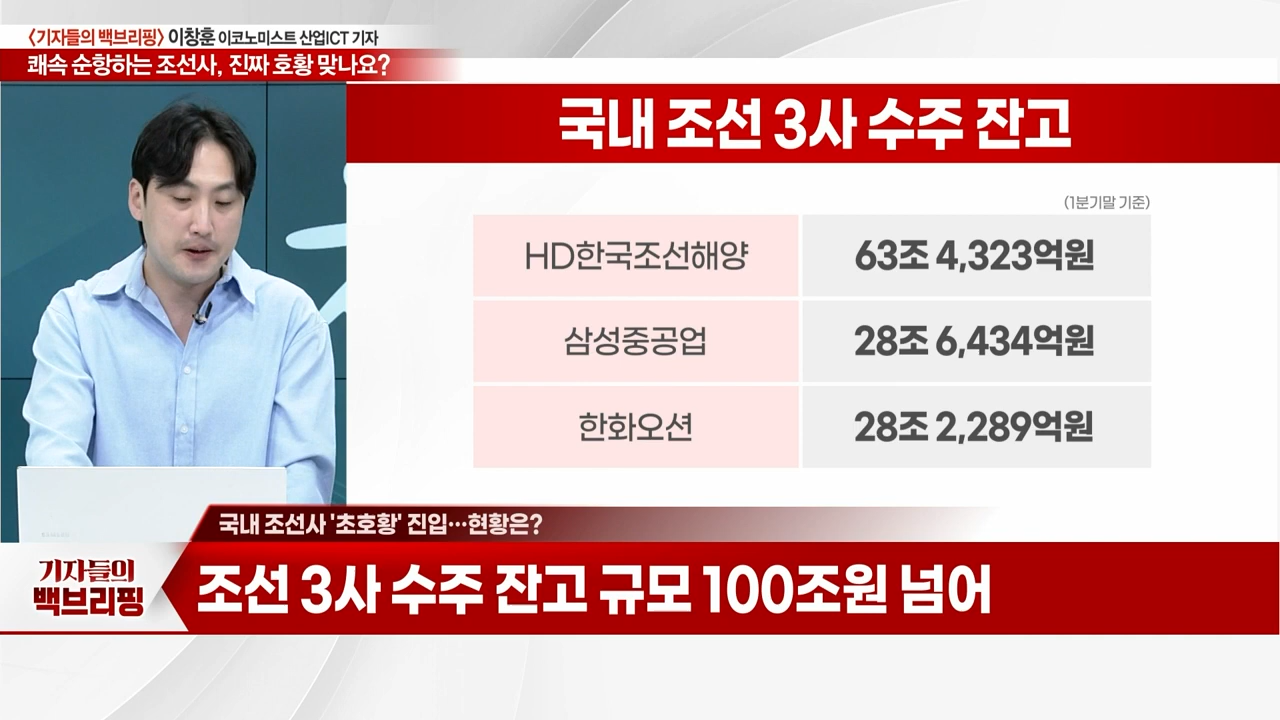 <기자들의 백브리핑> 이창훈 이코노미스트 산업ICT 기자
쾌속 순항하는 조선사, 진짜 호황 맞나요?
국내 조선 3사 수주 잔고
(1분기말 기준)
HD한국조선해양 63조 4,323억원
삼성중공업 28조 6,434억원
한화오션 28조 2,289억원
국내 조선사 '초호황' 진입…현황은?
기자들의
백브리핑
조선 3사 수주 잔고 규모 100조원 넘어